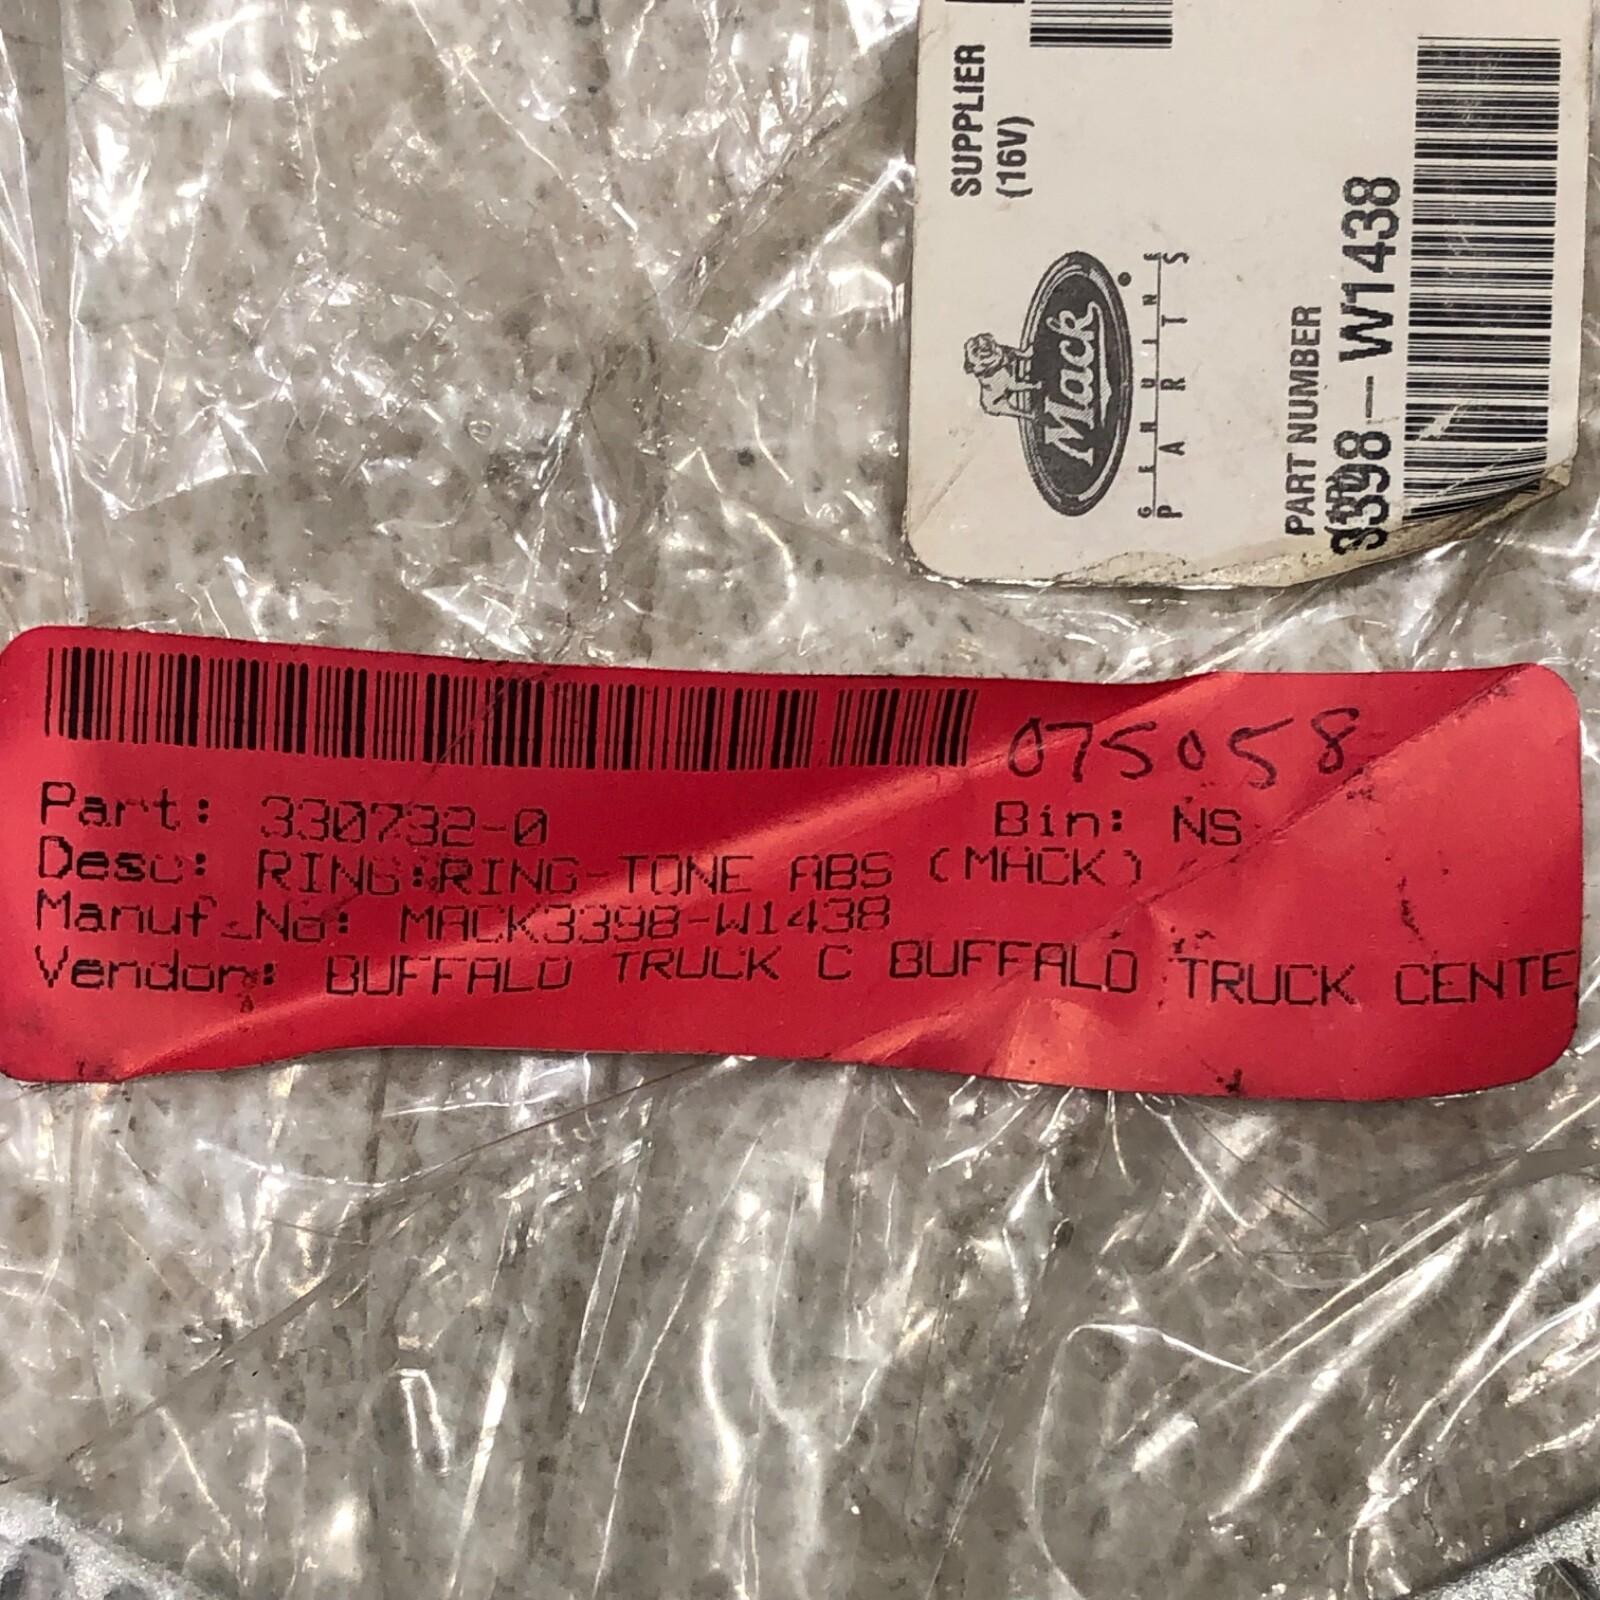 SUPPLIER
(16V)
Mack®
GENUINE
PARTS
PART NUMBER
3398-W1438
075058
Part: 330732-0 Bin: NS
Desc: RING:RING-TONE ABS (MACK)
Manuf_No: MACK3398-W1438
Vendor: BUFFALO TRUCK C BUFFALO TRUCK CENTE